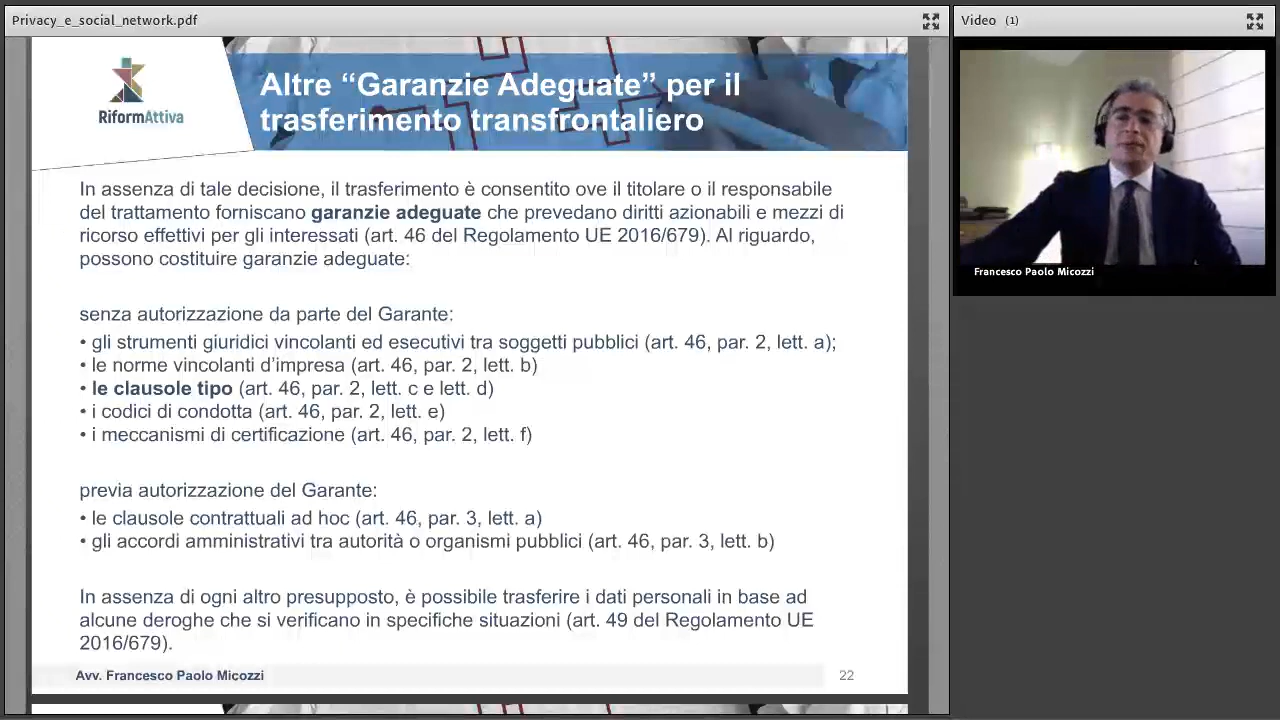 Privacy_e_social_network.pdf
Video (1)
RiformAttiva
Altre “Garanzie Adeguate” per il
trasferimento transfrontaliero
In assenza di tale decisione, il trasferimento è consentito ove il titolare o il responsabile
del trattamento forniscano garanzie adeguate che prevedano diritti azionabili e mezzi di
ricorso effettivi per gli interessati (art. 46 del Regolamento UE 2016/679). Al riguardo,
possono costituire garanzie adeguate:
senza autorizzazione da parte del Garante:
• gli strumenti giuridici vincolanti ed esecutivi tra soggetti pubblici (art. 46, par. 2, lett. a);
• le norme vincolanti d’impresa (art. 46, par. 2, lett. b)
• le clausole tipo (art. 46, par. 2, lett. c e lett. d)
• i codici di condotta (art. 46, par. 2, lett. e)
• i meccanismi di certificazione (art. 46, par. 2, lett. f)
previa autorizzazione del Garante:
• le clausole contrattuali ad hoc (art. 46, par. 3, lett. a)
• gli accordi amministrativi tra autorità o organismi pubblici (art. 46, par. 3, lett. b)
In assenza di ogni altro presupposto, è possibile trasferire i dati personali in base ad
alcune deroghe che si verificano in specifiche situazioni (art. 49 del Regolamento UE
2016/679).
Avv. Francesco Paolo Micozzi
22
Francesco Paolo Micozzi